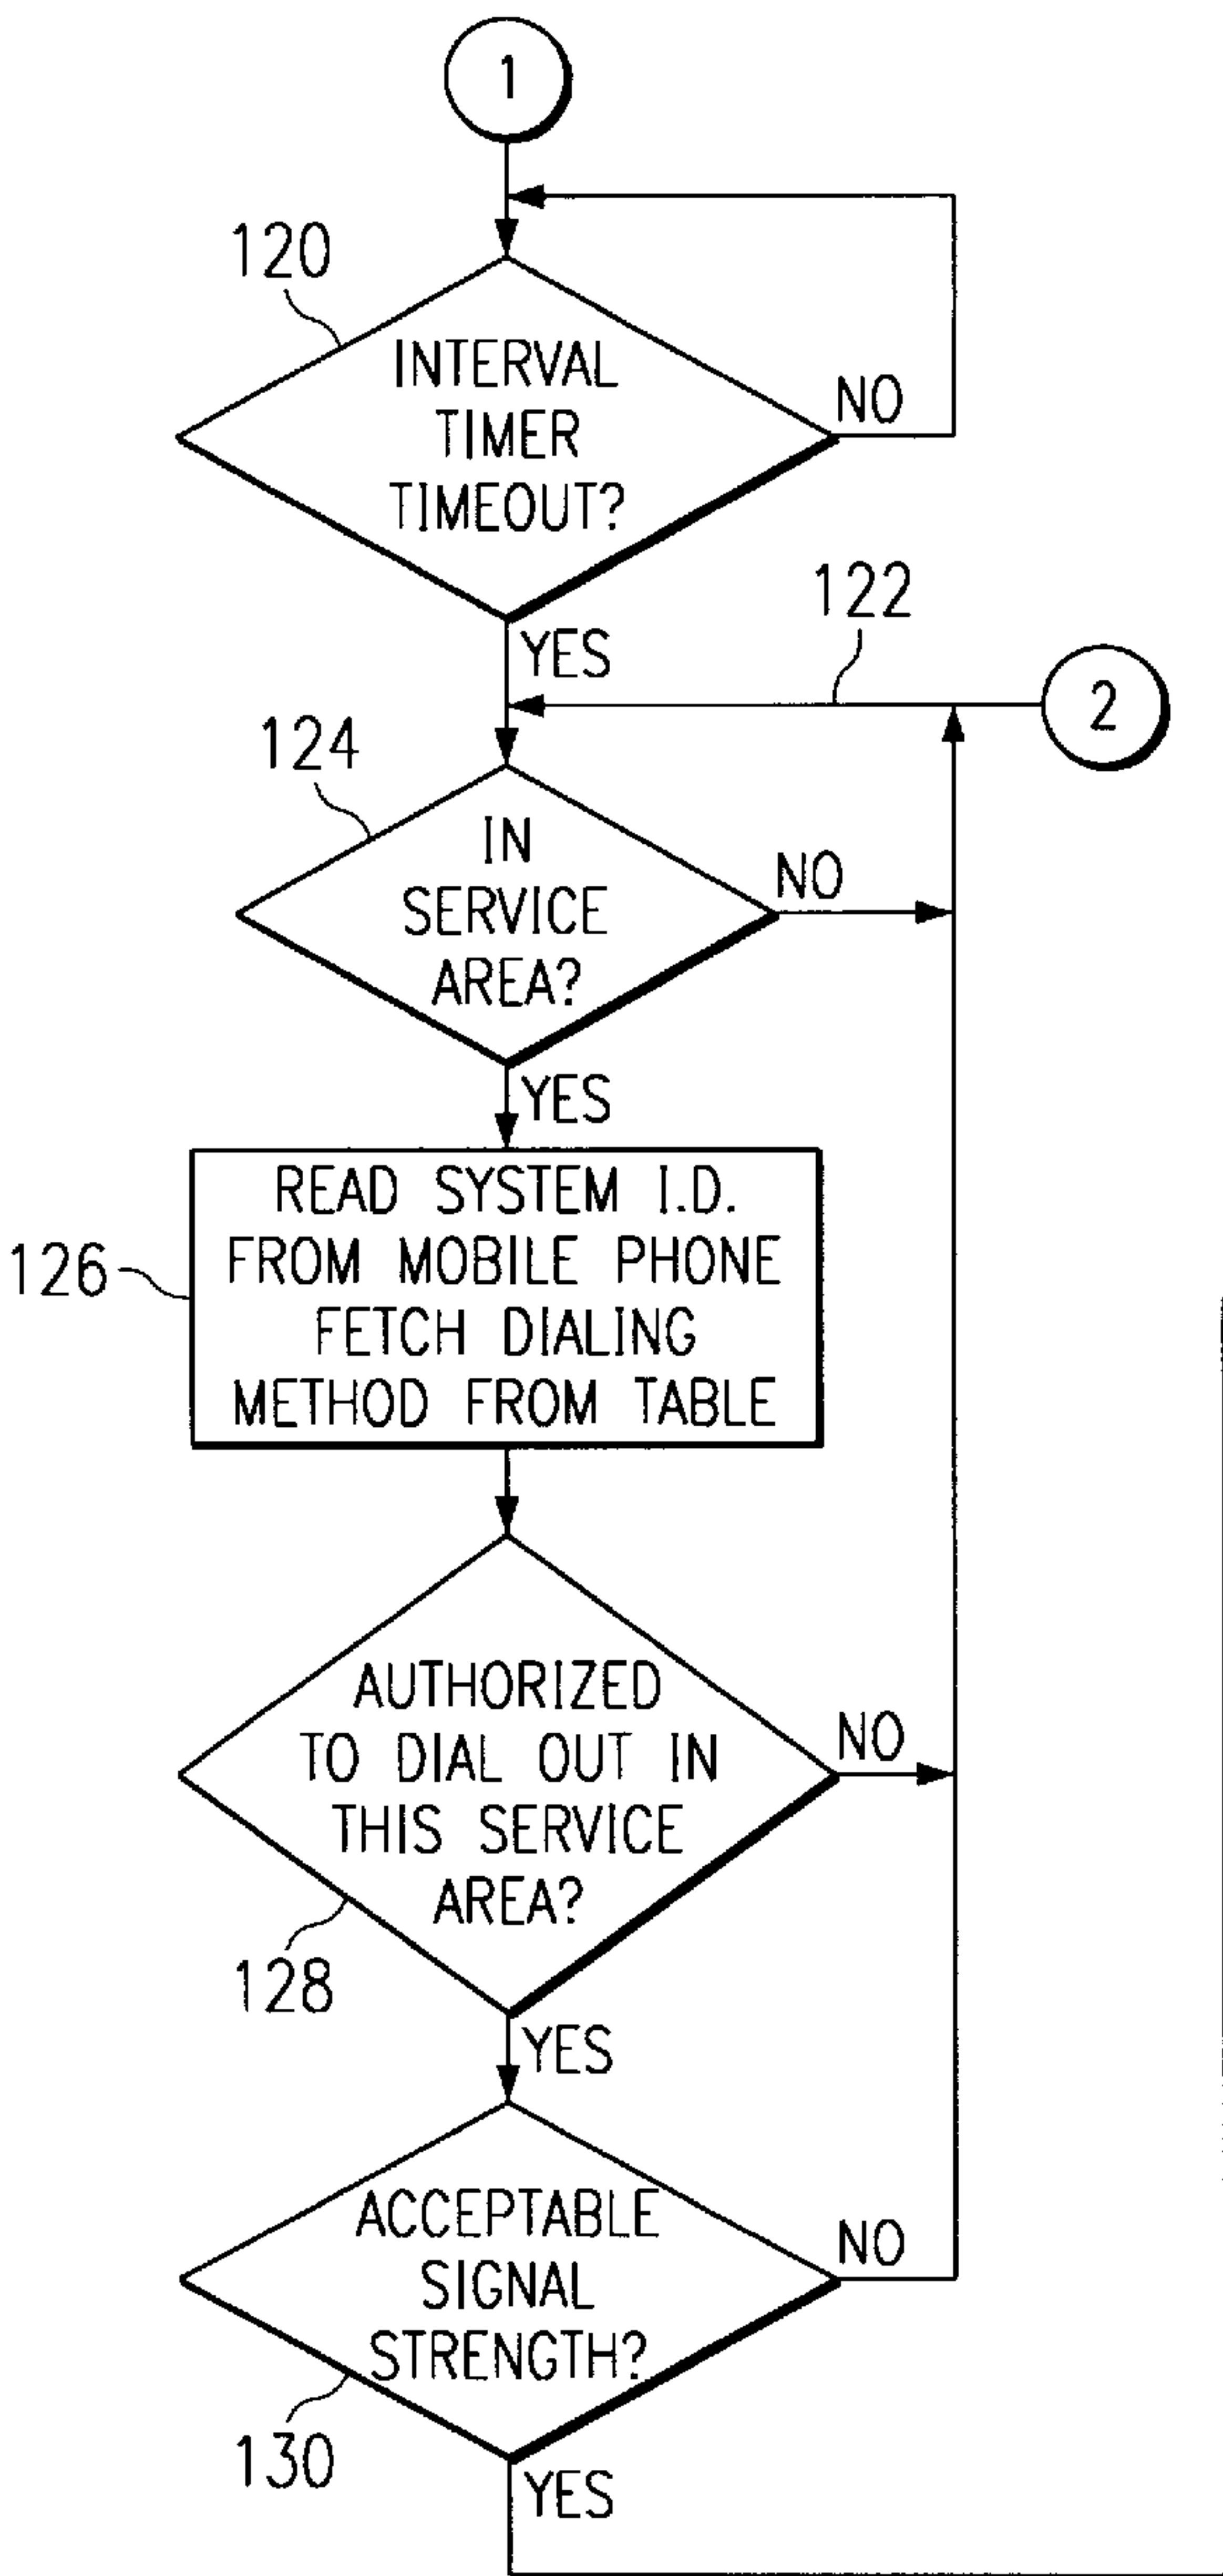 1
120
INTERVAL
TIMER
TIMEOUT?
NO
YES
122
2
124
IN
SERVICE
AREA?
NO
YES
126
READ SYSTEM I.D.
FROM MOBILE PHONE
FETCH DIALING
METHOD FROM TABLE
AUTHORIZED
TO DIAL OUT IN
THIS SERVICE
AREA?
NO
128
YES
ACCEPTABLE
SIGNAL
STRENGTH?
NO
130
YES